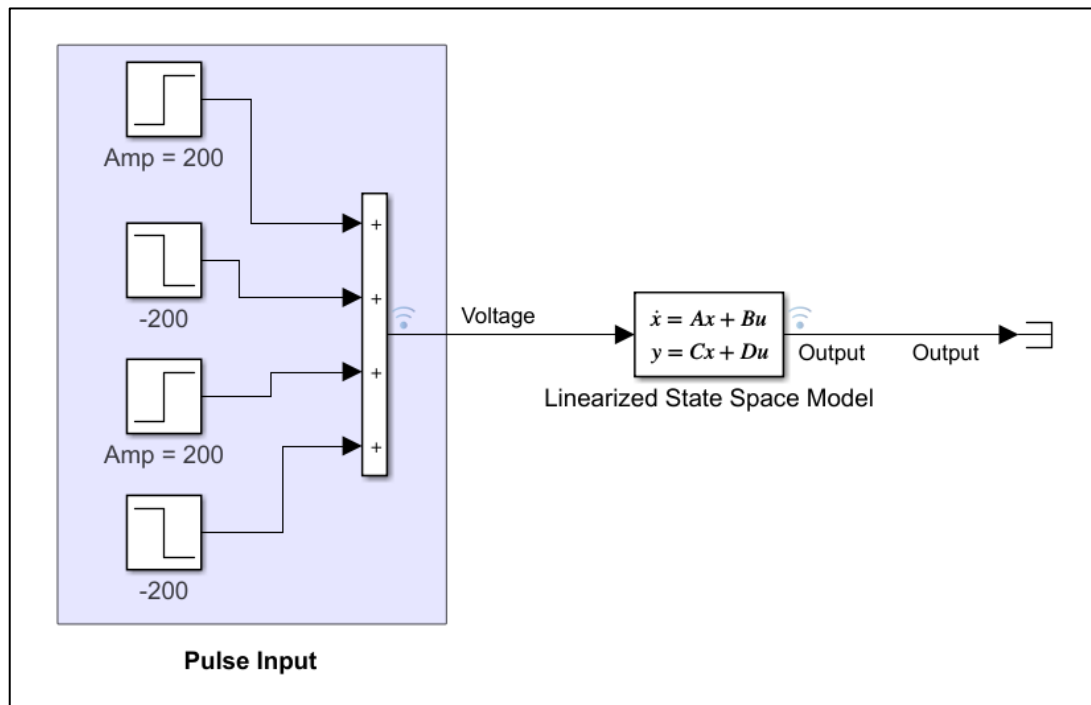 Amp = 200
-200
Amp = 200
-200
+
+
+
+
Pulse Input
Voltage
ẋ = Ax + Bu
y = Cx + Du
Linearized State Space Model
Output
Output